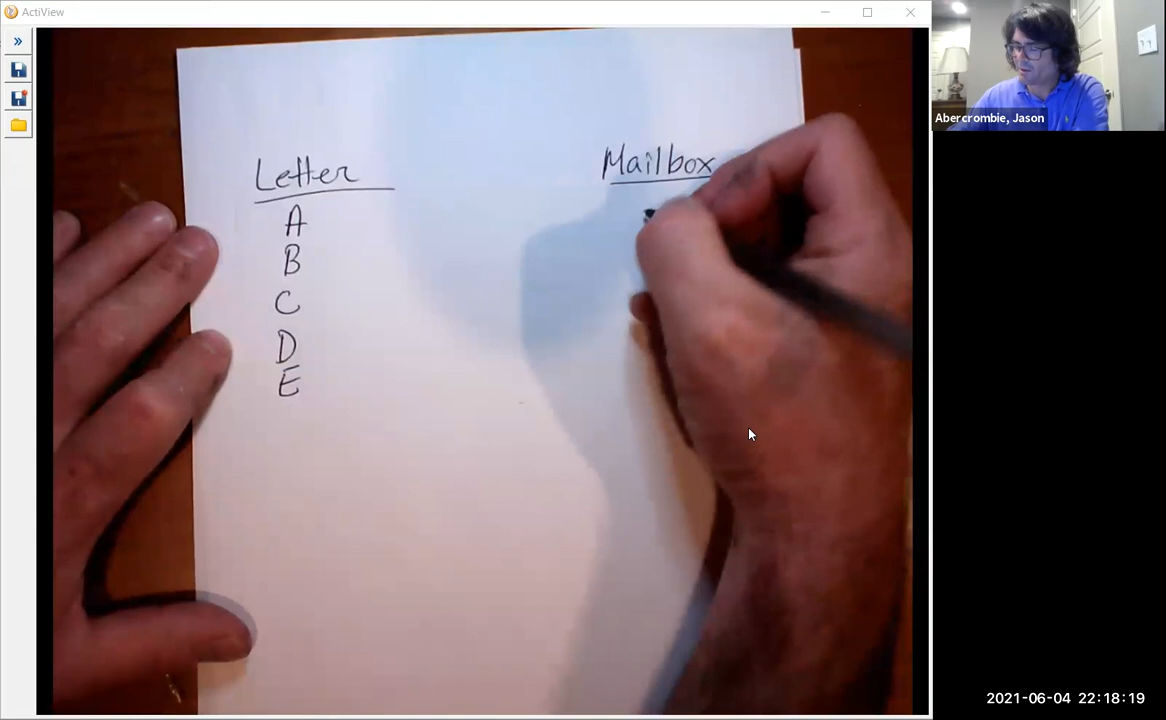 ActiView
Abercrombie, Jason
Letter
Mailbox
A
B
C
D
E
2021-06-04 22:18:19